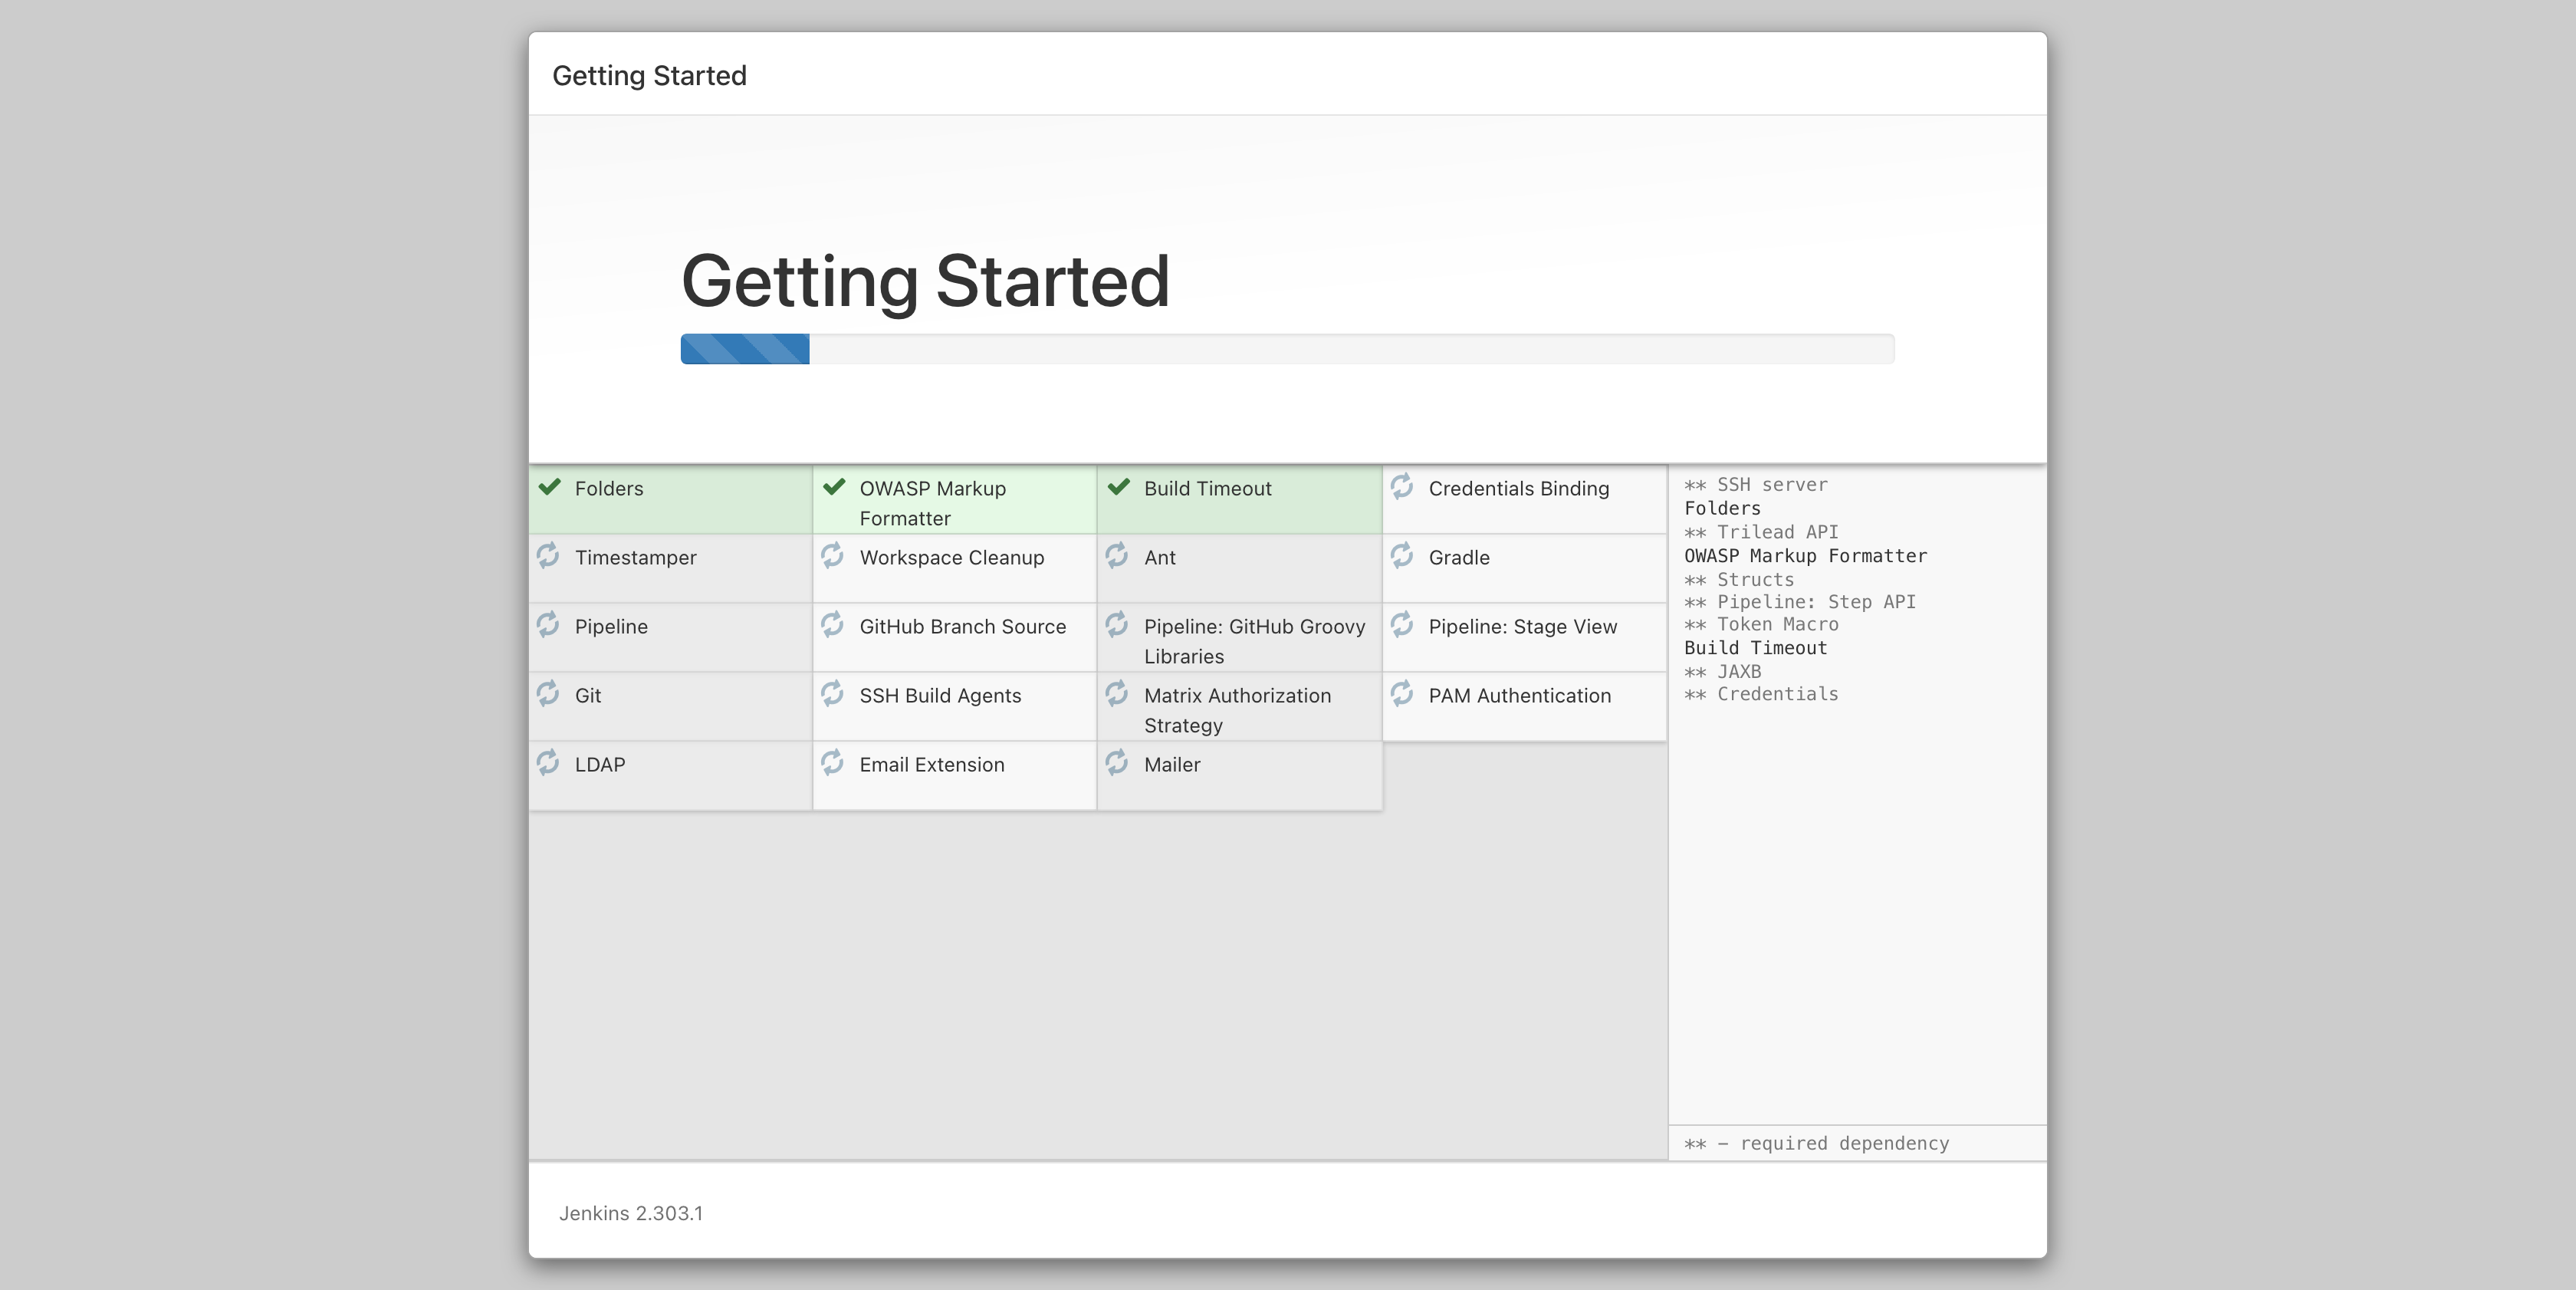 Getting Started
Getting Started
Folders
OWASP Markup
Formatter
Build Timeout
Credentials Binding
Timestamper
Workspace Cleanup
Ant
Gradle
Pipeline
GitHub Branch Source
Pipeline: GitHub Groovy
Libraries
Pipeline: Stage View
Git
SSH Build Agents
Matrix Authorization
Strategy
PAM Authentication
LDAP
Email Extension
Mailer
** SSH server
Folders
** Trilead API
OWASP Markup Formatter
** Structs
** Pipeline: Step API
** Token Macro
Build Timeout
** JAXB
** Credentials
** - required dependency
Jenkins 2.303.1